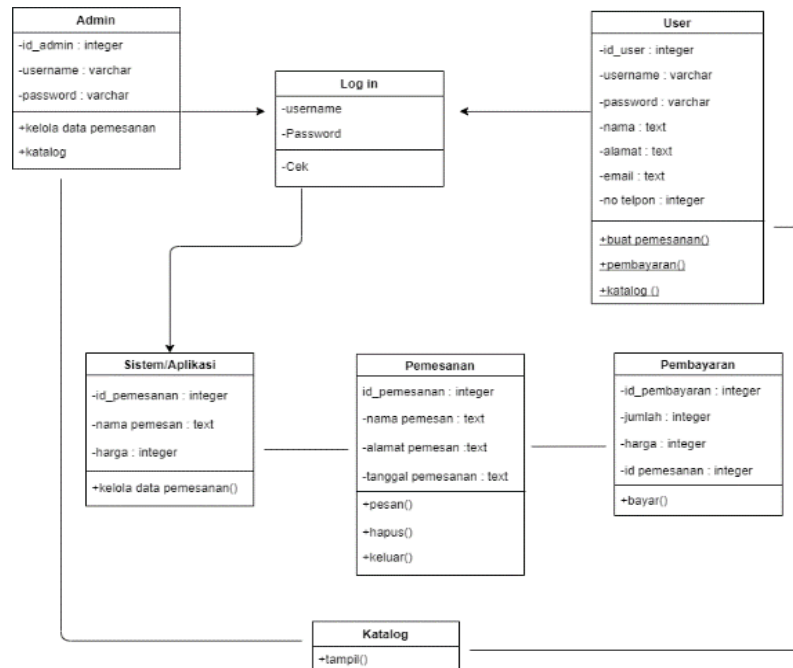 Admin
-id_admin : integer
-username : varchar
-password : varchar
+kelola data pemesanan
+katalog
Log in
-username
-Password
-Cek
User
-id_user : integer
-username : varchar
-password : varchar
-nama : text
-alamat : text
-email : text
-no telpon : integer
+buat pemesanan()
+pembayaran()
+katalog ()
Sistem/Aplikasi
-id_pemesanan : integer
-nama pemesan : text
-harga : integer
+kelola data pemesanan()
Pemesanan
id_pemesanan : integer
-nama pemesan : text
-alamat pemesan :text
-tanggal pemesanan : text
+pesan()
+hapus()
+keluar()
Pembayaran
-id_pembayaran : integer
-jumlah : integer
-harga : integer
-id pemesanan : integer
+bayar()
Katalog
+tampil()